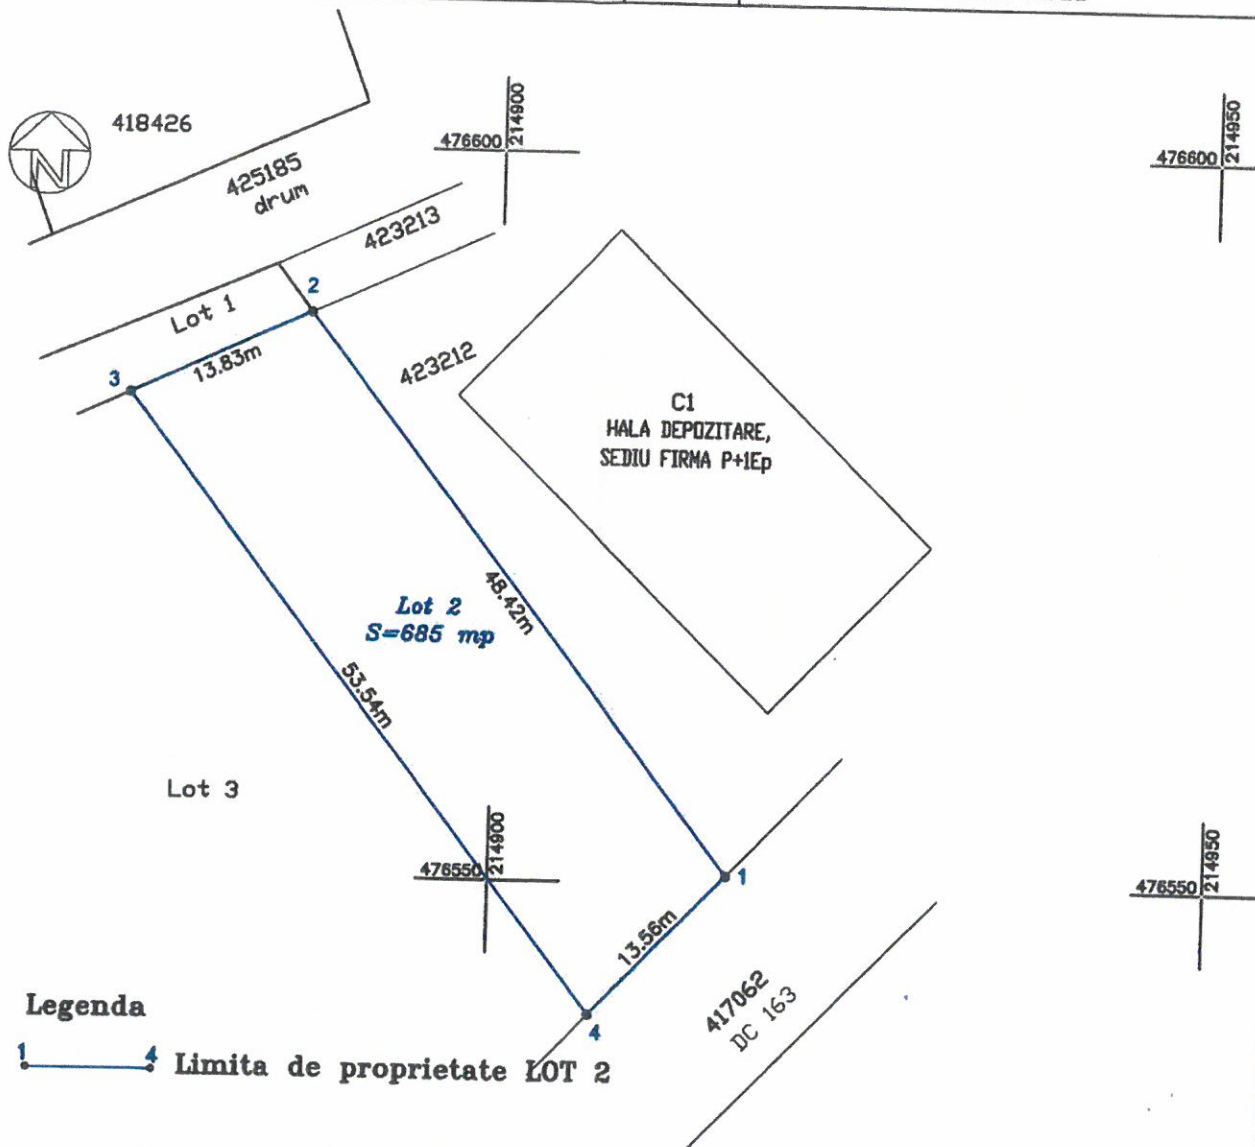 N
418426
425185
drum
476600
214900
476600
214950
423213
Lot 1
2
13.83m
3
423212
C1
HALA DEPOZITARE,
SEDIU FIRMA P+1Ep
48.42m
Lot 2
S=685 mp
53.54m
Lot 3
476550
214900
1
476550
214950
13.56m
4
417062
DC 163
Legenda
1 4 Limita de proprietate LOT 2